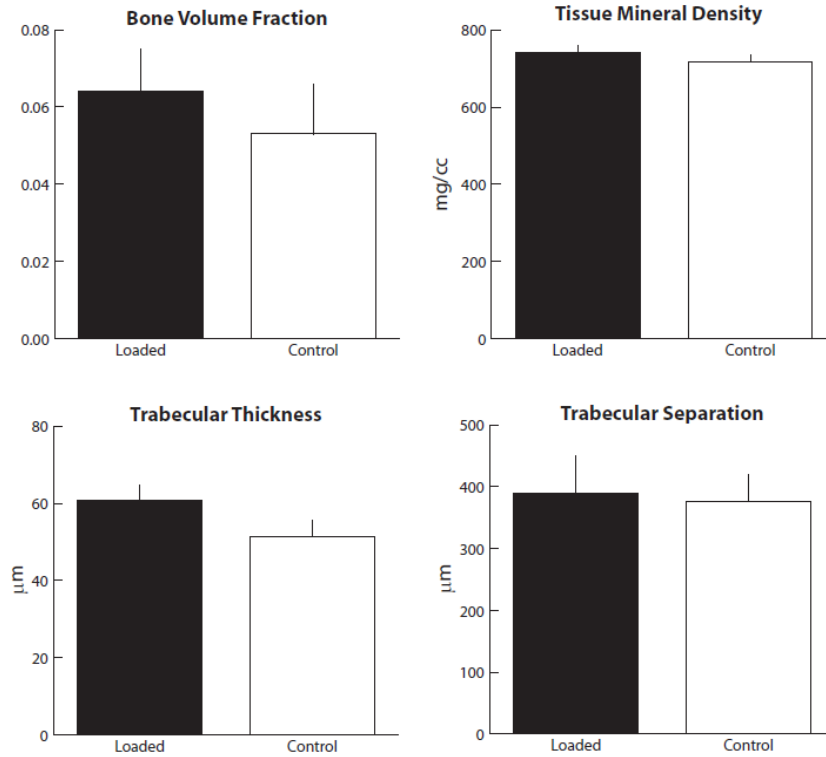 Bone Volume Fraction
0.08
0.06
0.04
0.02
0.00
Loaded Control
Tissue Mineral Density
800
600
400
200
0
mg/cc
Loaded Control
Trabecular Thickness
80
60
40
20
0
μm
Loaded Control
Trabecular Separation
500
400
300
200
100
0
μm
Loaded Control